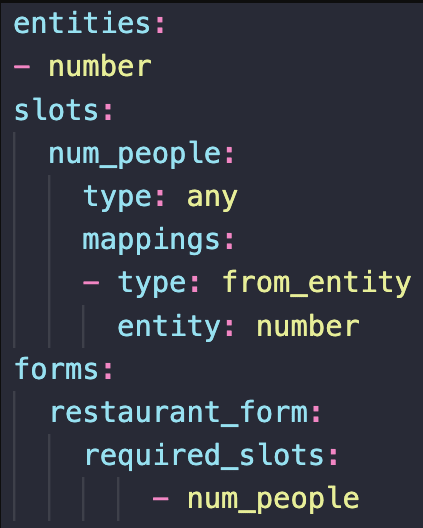 entities:
- number
slots:
num_people:
type: any
mappings:
- type: from_entity
entity: number
forms:
restaurant_form:
required_slots:
- num_people